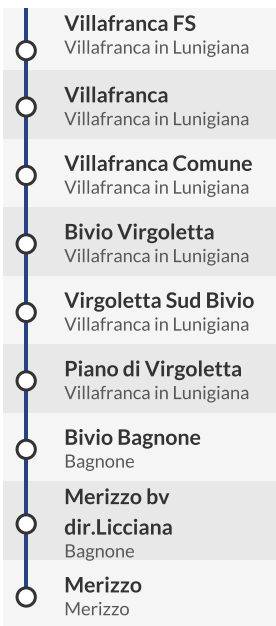 Villafranca FS
Villafranca in Lunigiana
Villafranca
Villafranca in Lunigiana
Villafranca Comune
Villafranca in Lunigiana
Bivio Virgoletta
Villafranca in Lunigiana
Virgoletta Sud Bivio
Villafranca in Lunigiana
Piano di Virgoletta
Villafranca in Lunigiana
Bivio Bagnone
Bagnone
Merizzo bv
dir.Licciana
Bagnone
Merizzo
Merizzo